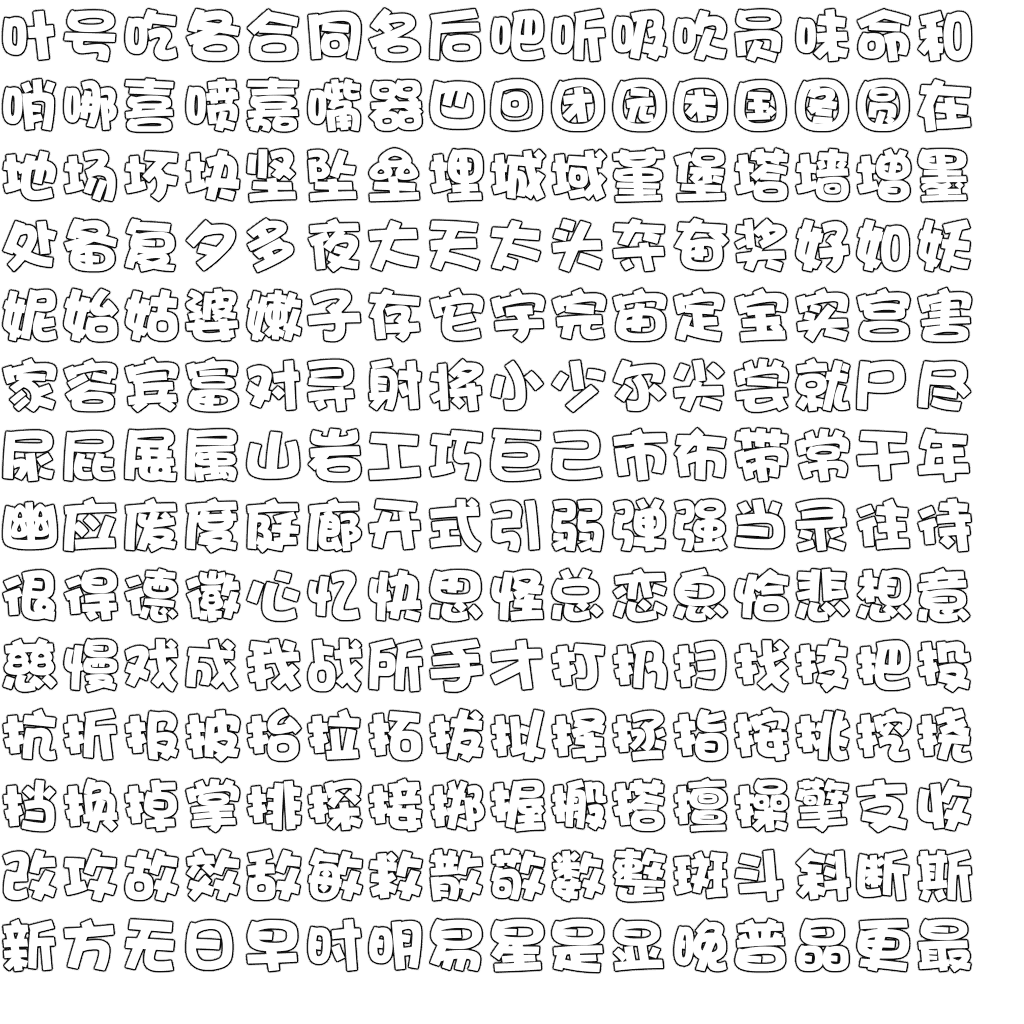 叶号吃各合同名后吧听吸吹员味命和
哨哪喜喷嘉嘴器四回团园困国图圆在
地场坏块坚坠垒埋城域堇堡塔墙增墨
处备复夕多夜大天太头夺奋奖好如妖
妮始姑婆嫩子存它字完宙定宝实宫害
家容宾富对寻射将小少尔尖尝就尸尽
尿屁展属山岩工巧巨己市布带常干年
幽应废度庭廊开式引弱弹强当录往待
很得德徽心忆快思怪总恋息恰悲想意
慈慢戏成我战所手才打扔扫找技把投
抗折报披抬拉拓拔拟择拯指按挑挖挠
挡换掉掌排探接掷握搬搭擅操擎支收
改攻故效敌敏救散敬数整斑斗斜断斯
新方无日早时明易星是显晚普晶更最